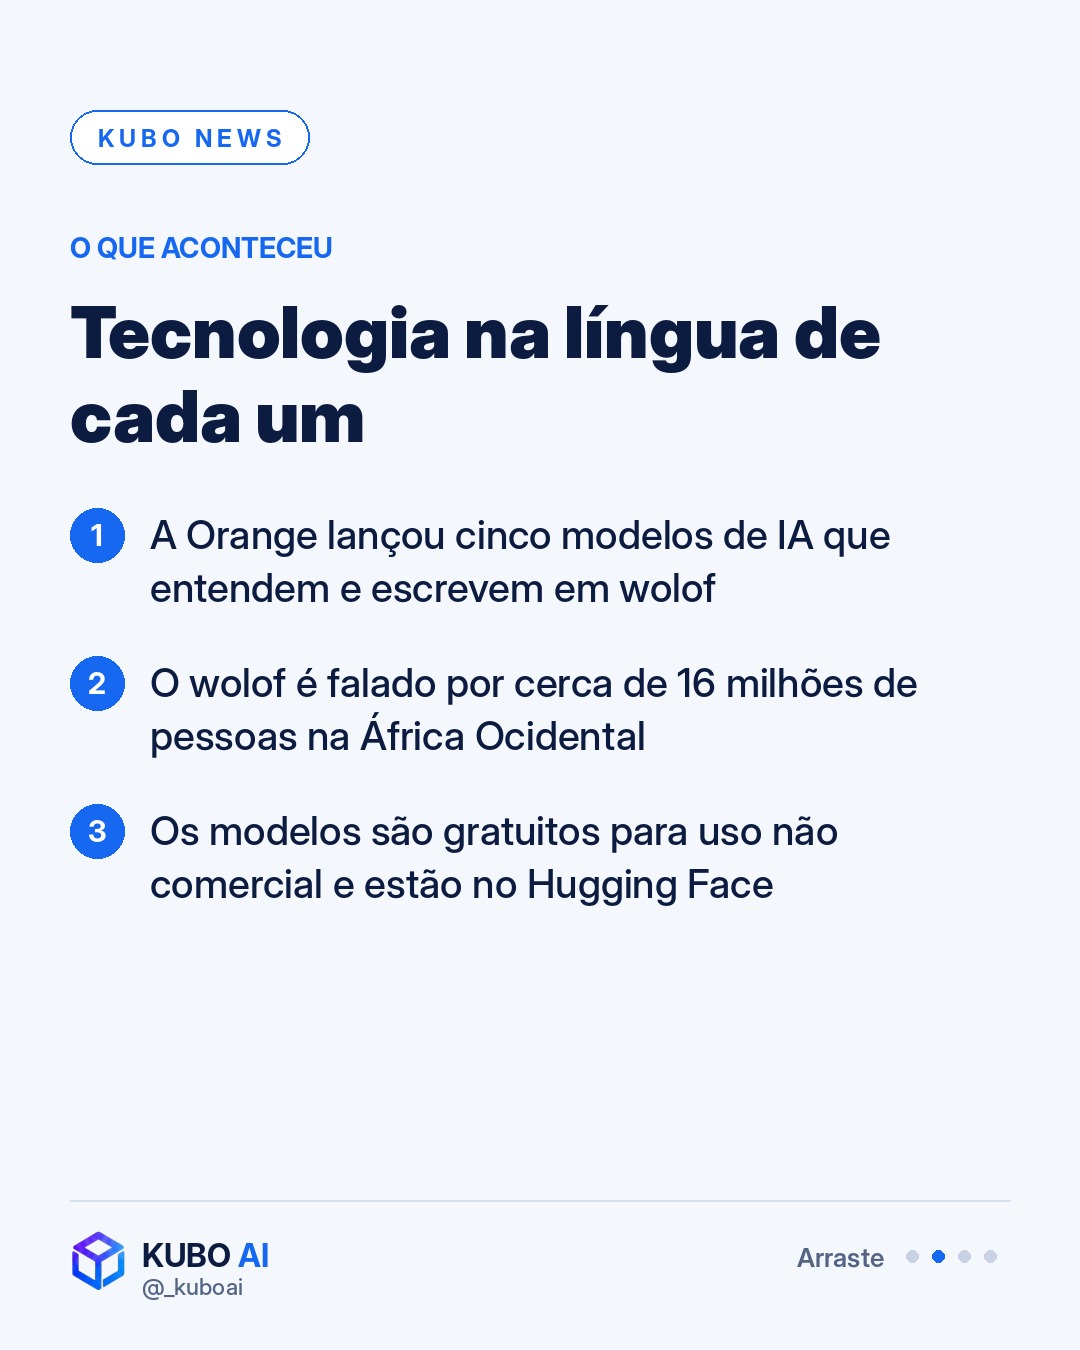 KUBO NEWS
O QUE ACONTECEU
Tecnologia na língua de
cada um
1 A Orange lançou cinco modelos de IA que
entendem e escrevem em wolof
2 O wolof é falado por cerca de 16 milhões de
pessoas na África Ocidental
3 Os modelos são gratuitos para uso não
comercial e estão no Hugging Face
KUBO AI
@_kuboai
Arraste